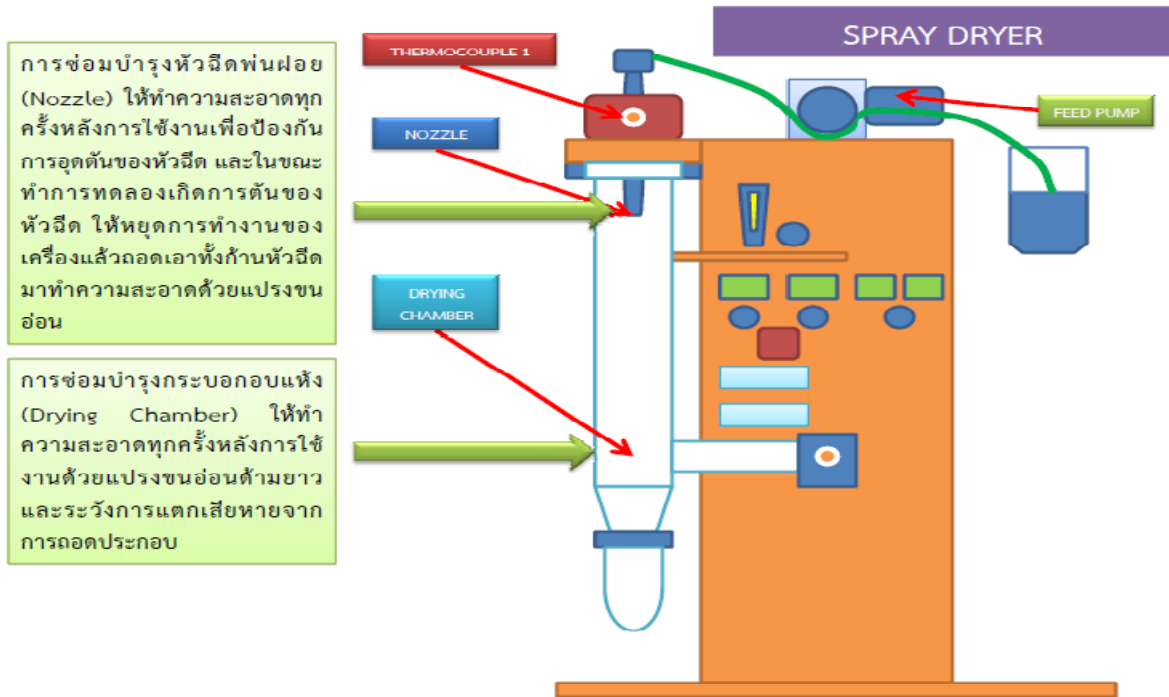 SPRAY DRYER
THERMOCOUPLE 1
FEED PUMP
NOZZLE
DRYING
CHAMBER
การซ่อมบำรุงหัวฉีดพ่นฝอย
(Nozzle) ให้ทำความสะอาดทุก
ครั้งหลังการใช้งานเพื่อป้องกัน
การอุดตันของหัวฉีด และในขณะ
ทำการทดลองเกิดการตันของ
หัวฉีด ให้หยุดการทำงานของ
เครื่องแล้วถอดเอาทั้งก้านหัวฉีด
มาทำความสะอาดด้วยแปรงขน
อ่อน
การซ่อมบำรุงกระบอกอบแห้ง
(Drying Chamber) ให้ทำ
ความสะอาดทุกครั้งหลังการใช้
งานด้วยแปรงขนอ่อนด้ามยาว
และระวังการแตกเสียหายจาก
การถอดประกอบ